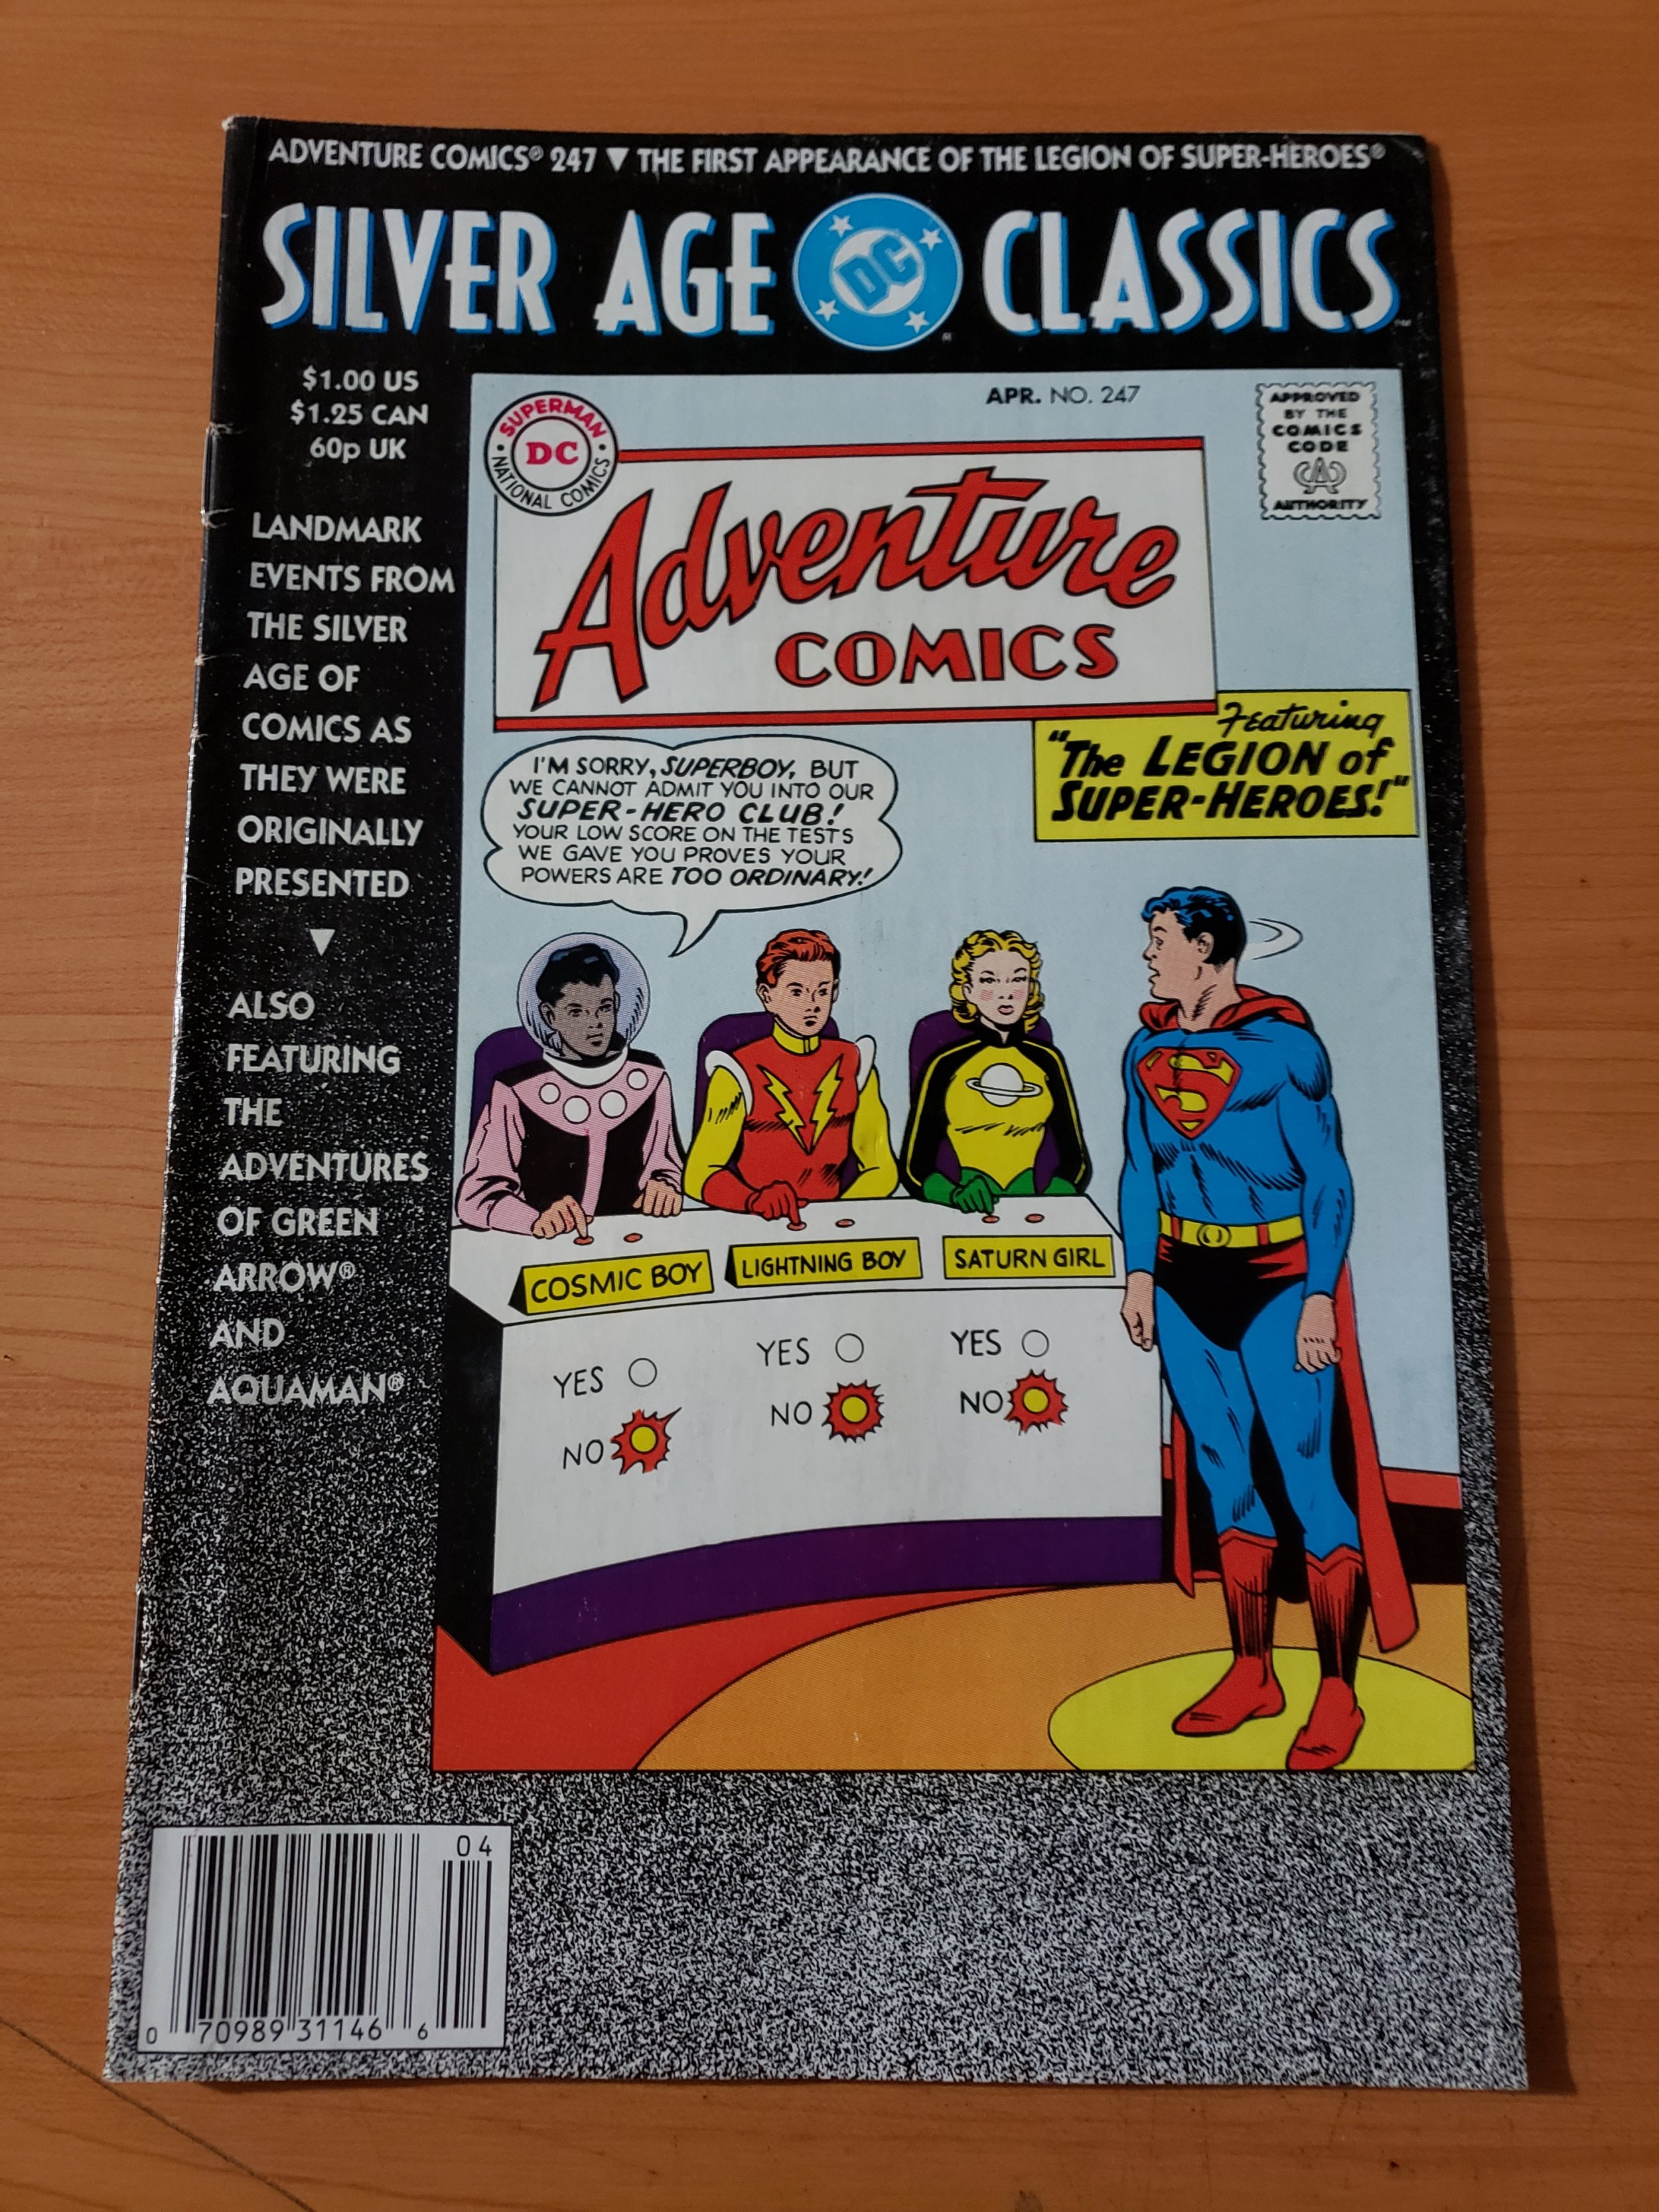 ADVENTURE COMICS® 247 ▼ THE FIRST APPEARANCE OF THE LEGION OF SUPER-HEROES®
SILVER AGE DC CLASSICS™
$1.00 US
$1.25 CAN
60p UK
LANDMARK
EVENTS FROM
THE SILVER
AGE OF
COMICS AS
THEY WERE
ORIGINALLY
PRESENTED
▼
ALSO
FEATURING
THE
ADVENTURES
OF GREEN
ARROW®
AND
AQUAMAN®
SUPERMAN
DC
NATIONAL COMICS
APR. NO. 247
APPROVED
BY THE
COMICS
CODE
CA
AUTHORITY
Adventure
COMICS
Featuring
"The LEGION of
SUPER-HEROES!"
I'M SORRY, SUPERBOY, BUT
WE CANNOT ADMIT YOU INTO OUR
SUPER-HERO CLUB!
YOUR LOW SCORE ON THE TESTS
WE GAVE YOU PROVES YOUR
POWERS ARE TOO ORDINARY!
S
COSMIC BOY
LIGHTNING BOY
SATURN GIRL
YES
NO
YES
NO
YES
NO
04
0 70989 31146 6